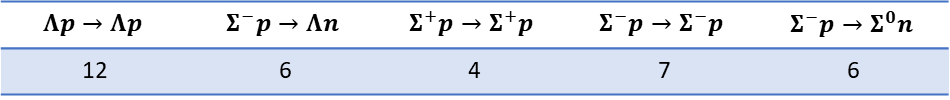 Λp → Λp Σ⁻p → Λn Σ⁺p → Σ⁺p Σ⁻p → Σ⁻p Σ⁻p → Σ⁰n
12 6 4 7 6